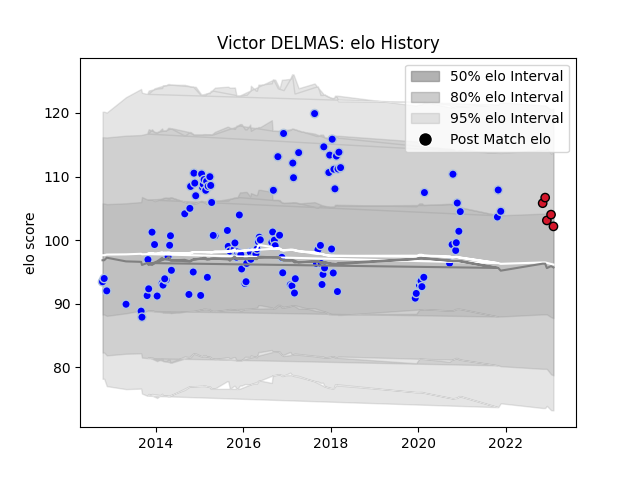 Victor DELMAS: elo History
50% elo Interval
80% elo Interval
95% elo Interval
Post Match elo
elo score
120
110
100
90
80
2014 2016 2018 2020 2022